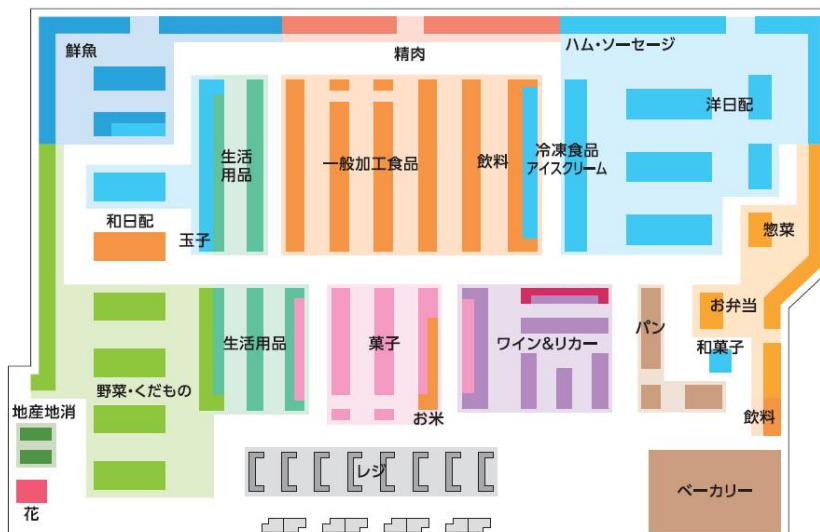 鮮魚
精肉
ハム・ソーセージ
洋日配
生活
用品
一般加工食品
飲料
冷凍食品
アイスクリーム
和日配
玉子
惣菜
お弁当
生活用品
菓子
ワイン&リカー
パン
和菓子
野菜・くだもの
地産地消
お米
飲料
レジ
ベーカリー
花